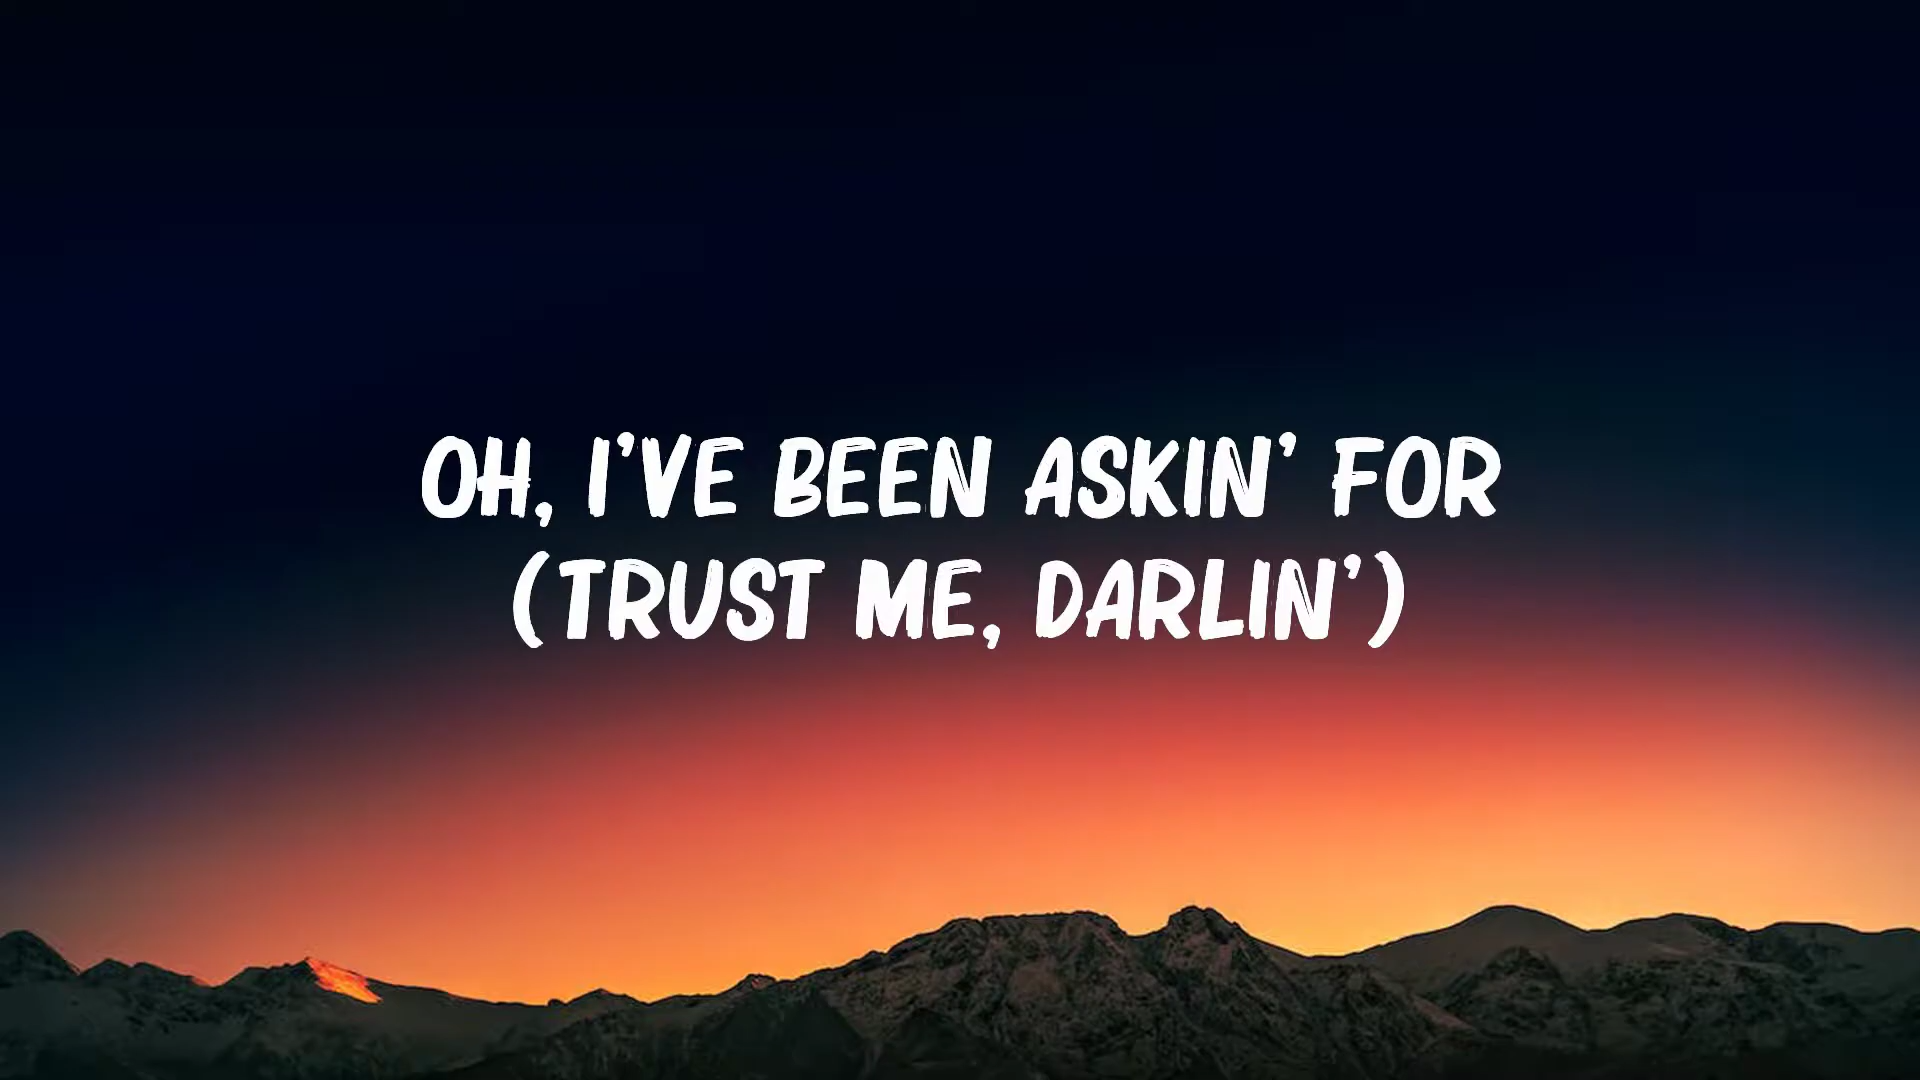 OH, I'VE BEEN ASKIN' FOR
(TRUST ME, DARLIN')